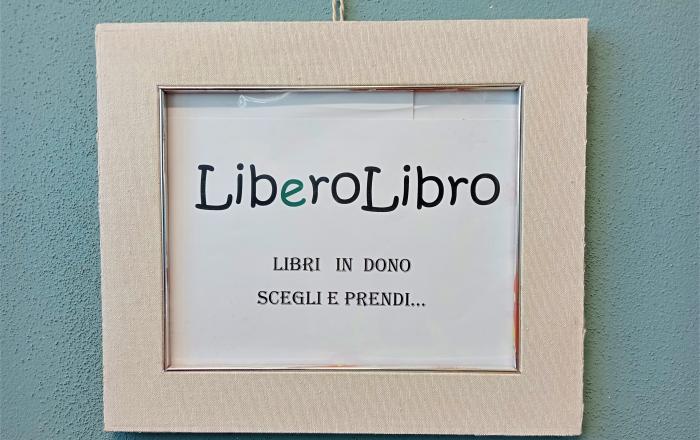 LiberoLibro
LIBRI IN DONO
SCEGLI E PRENDI...